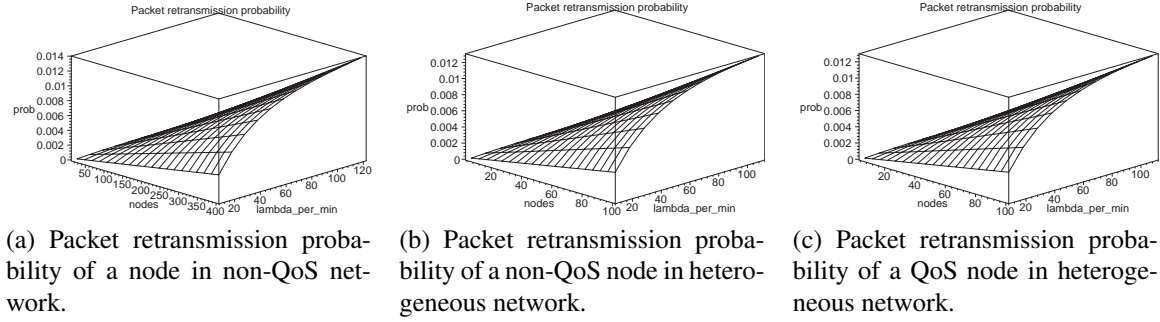 Packet retransmission probability
0.014
0.012
0.01
0.008
prob
0.006
0.004
0.002
0
50
100
150
200
250
300
350
400
nodes
20
40
60
80
100
120
lambda_per_min
Packet retransmission probability
0.012
0.01
0.008
prob
0.006
0.004
0.002
0
20
40
60
80
100
nodes
20
40
60
80
100
lambda_per_min
Packet retransmission probability
0.012
0.01
0.008
prob
0.006
0.004
0.002
0
20
40
60
80
100
nodes
20
40
60
80
100
lambda_per_min
(a) Packet retransmission proba-
bility of a node in non-QoS net-
work.
(b) Packet retransmission proba-
bility of a non-QoS node in hetero-
geneous network.
(c) Packet retransmission proba-
bility of a QoS node in heteroge-
neous network.